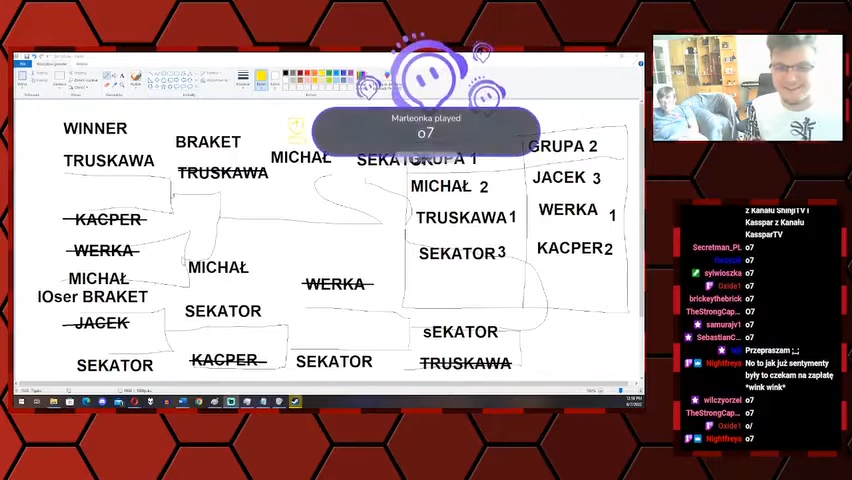 Marleonka played
o7
WINNER
BRAKET
TRUSKAWA
TRUSKAWA
MICHAŁ
GRUPA 1
GRUPA 2
MICHAŁ 2
JACEK 3
KACPER
TRUSKAWA 1
WERKA 1
WERKA
SEKATOR 3
KACPER 2
MICHAŁ
MICHAŁ
WERKA
lOser BRAKET
SEKATOR
JACEK
sEKATOR
SEKATOR
KACPER
SEKATOR
TRUSKAWA
z Kanału ShinjiTV i
Kasspar z Kanału
KassparTV
Secretman_PL o7
o7
sylwioszka o7
Oxide1 o7
brickeythebrick o7
TheStrongCap... O7
samurajv1 o7
SebastianC... o7
Przepraszam ;_;
Nightfreya No to jak już sentymenty
były to czekam na zapłatę
*wink wink*
wilczyorzel o7
TheStrongCap... o7
Oxide1 o/
Nightfreya o7